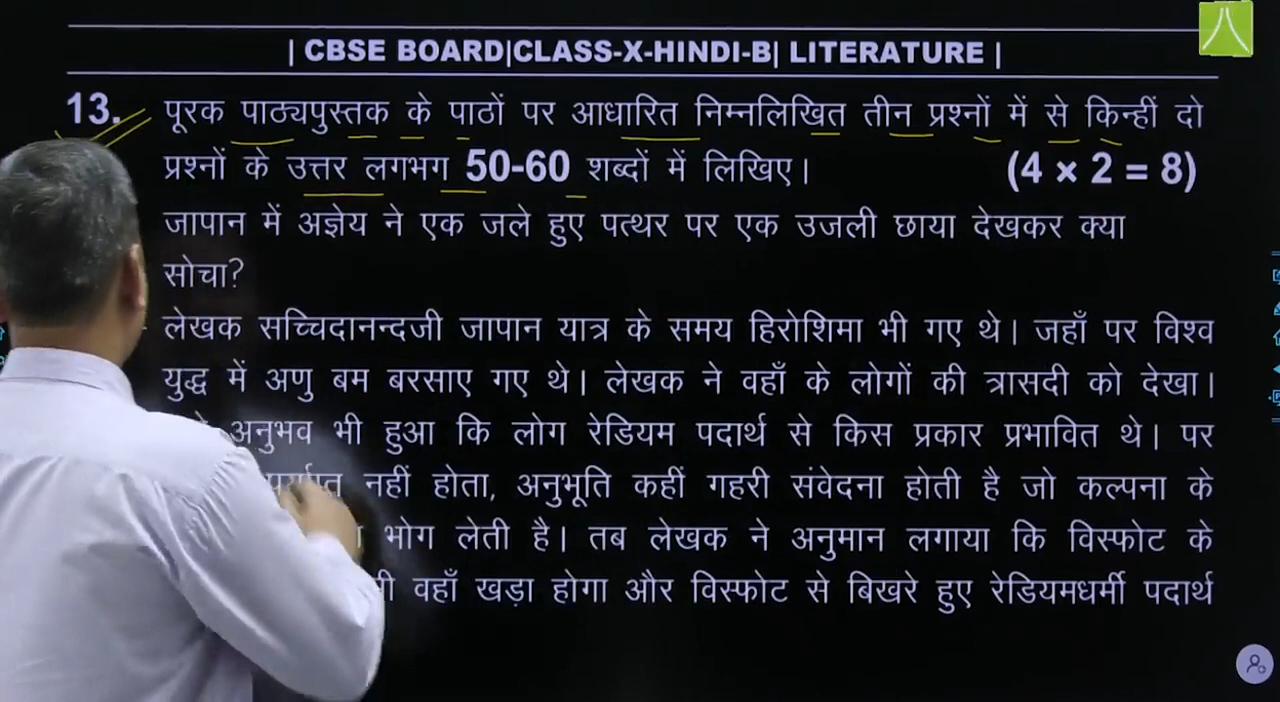 | CBSE BOARD|CLASS-X-HINDI-B| LITERATURE |
13. पूरक पाठ्यपुस्तक के पाठों पर आधारित निम्नलिखित तीन प्रश्नों में से किन्हीं दो
प्रश्नों के उत्तर लगभग 50-60 शब्दों में लिखिए। (4 × 2 = 8)
जापान में अज्ञेय ने एक जले हुए पत्थर पर एक उजली छाया देखकर क्या
सोचा?
लेखक सच्चिदानन्दजी जापान यात्र के समय हिरोशिमा भी गए थे। जहाँ पर विश्व
युद्ध में अणु बम बरसाए गए थे। लेखक ने वहाँ के लोगों की त्रासदी को देखा।
अनुभव भी हुआ कि लोग रेडियम पदार्थ से किस प्रकार प्रभावित थे। पर
नहीं होता, अनुभूति कहीं गहरी संवेदना होती है जो कल्पना के
भोग लेती है। तब लेखक ने अनुमान लगाया कि विस्फोट के
वहाँ खड़ा होगा और विस्फोट से बिखरे हुए रेडियमधर्मी पदार्थ